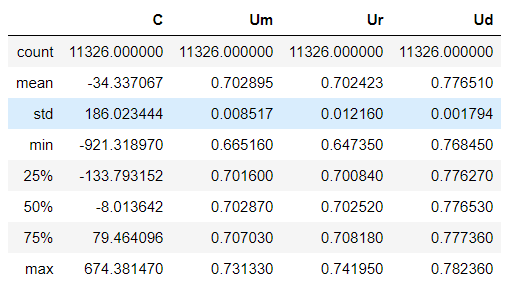 C Um Ur Ud
count 11326.000000 11326.000000 11326.000000 11326.000000
mean -34.337067 0.702895 0.702423 0.776510
std 186.023444 0.008517 0.012160 0.001794
min -921.318970 0.665160 0.647350 0.768450
25% -133.793152 0.701600 0.700840 0.776270
50% -8.013642 0.702870 0.702520 0.776530
75% 79.464096 0.707030 0.708180 0.777360
max 674.381470 0.731330 0.741950 0.782360